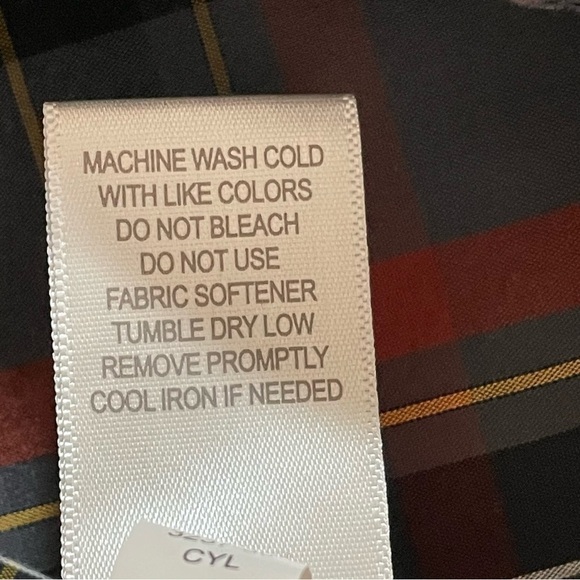 MACHINE WASH COLD
WITH LIKE COLORS
DO NOT BLEACH
DO NOT USE
FABRIC SOFTENER
TUMBLE DRY LOW
REMOVE PROMPTLY
COOL IRON IF NEEDED
CYL